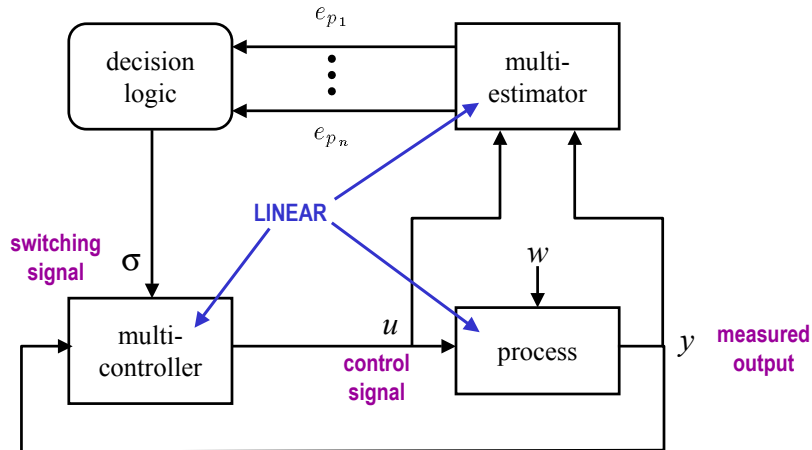 e_{p_1}
decision
logic
multi-
estimator
e_{p_n}
LINEAR
switching
signal
σ
w
multi-
controller
u
control
signal
process
y
measured
output